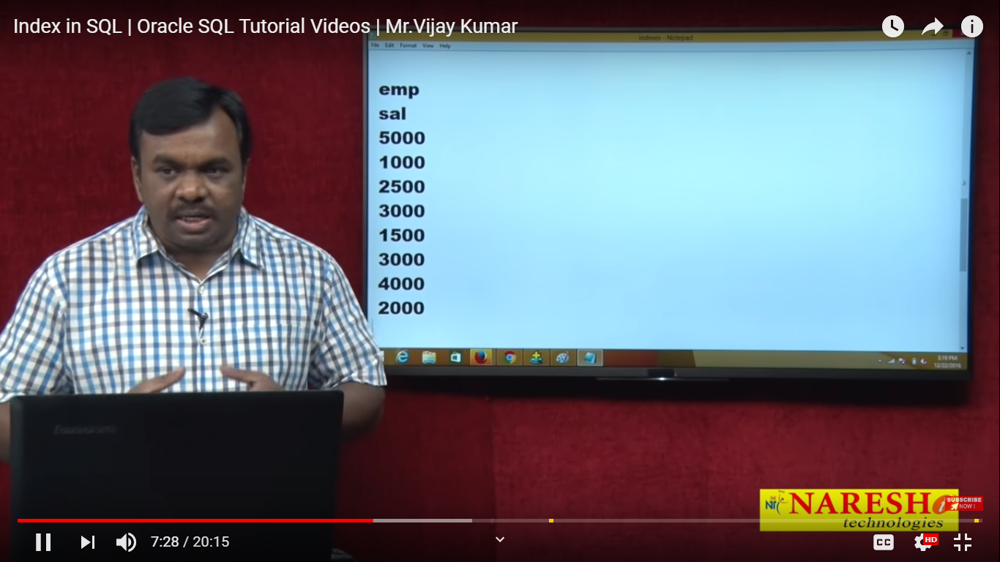 Index in SQL | Oracle SQL Tutorial Videos | Mr.Vijay Kumar
indexes - Notepad
File Edit Format View Help
emp
sal
5000
1000
2500
3000
1500
3000
4000
2000
3:19 PM
12/22/2016
NARESH i
technologies
SUBSCRIBE
NOW!
7:28 / 20:15
CC
HD